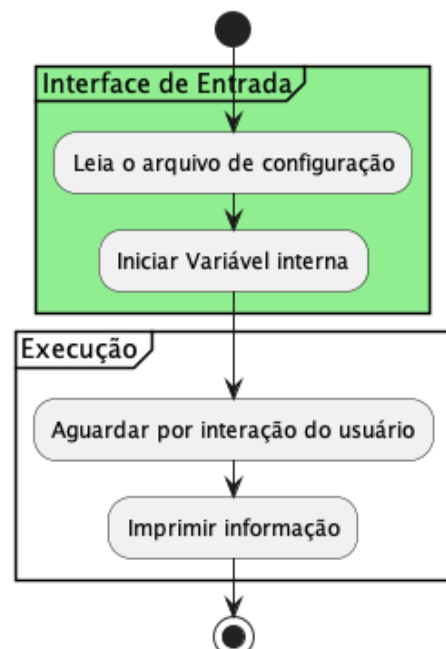 Interface de Entrada
Leia o arquivo de configuração
Iniciar Variável interna
Execução
Aguardar por interação do usuário
Imprimir informação